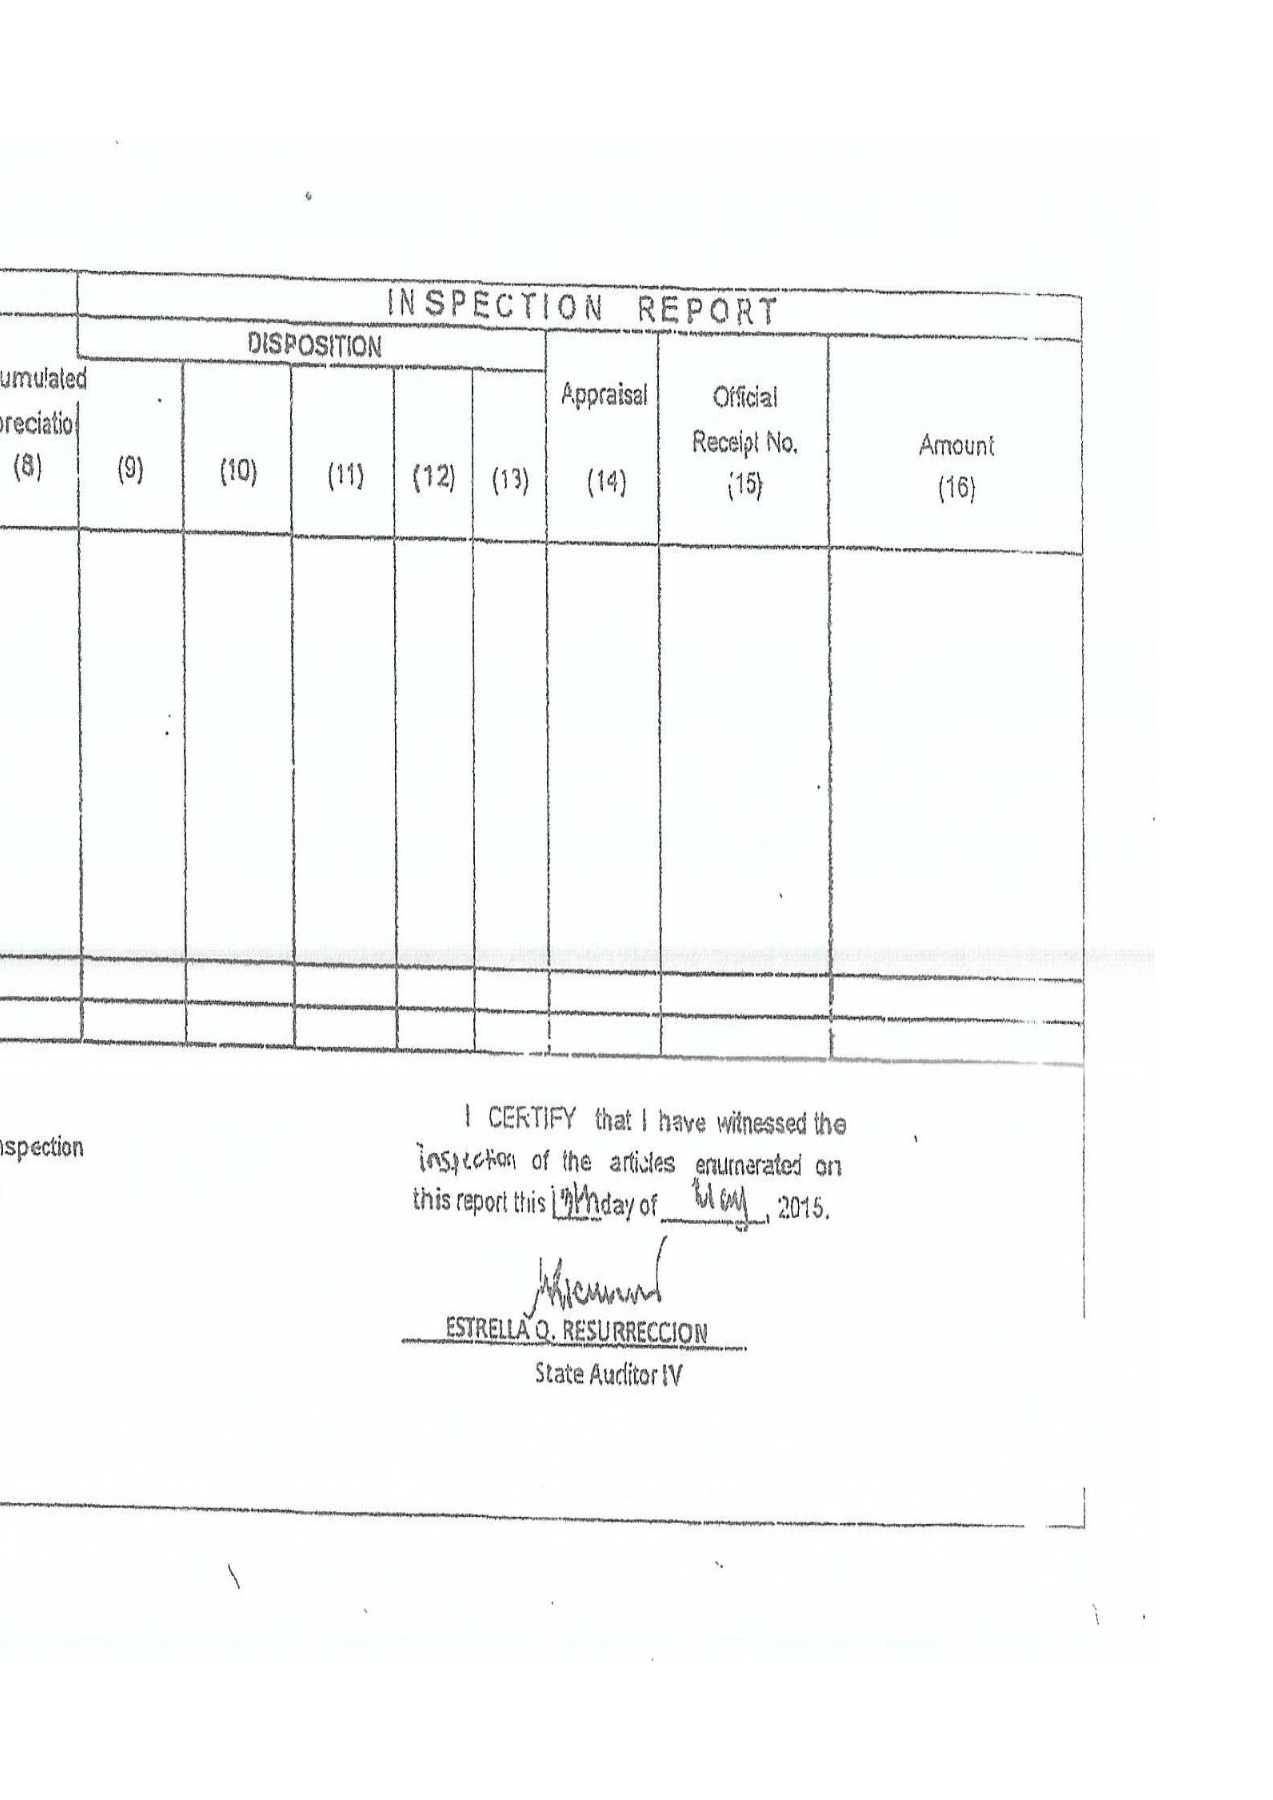 INSPECTION REPORT
DISPOSITION
umulated
preciatio
(8)
(9)
(10)
(11)
(12)
(13)
Appraisal
(14)
Official
Receipt No.
(15)
Amount
(16)
nspection
I CERTIFY that I have witnessed the
inspection of the articles enumerated on
this report this day of May, 2015.
ESTRELLA Q. RESURRECCION
State Auditor IV